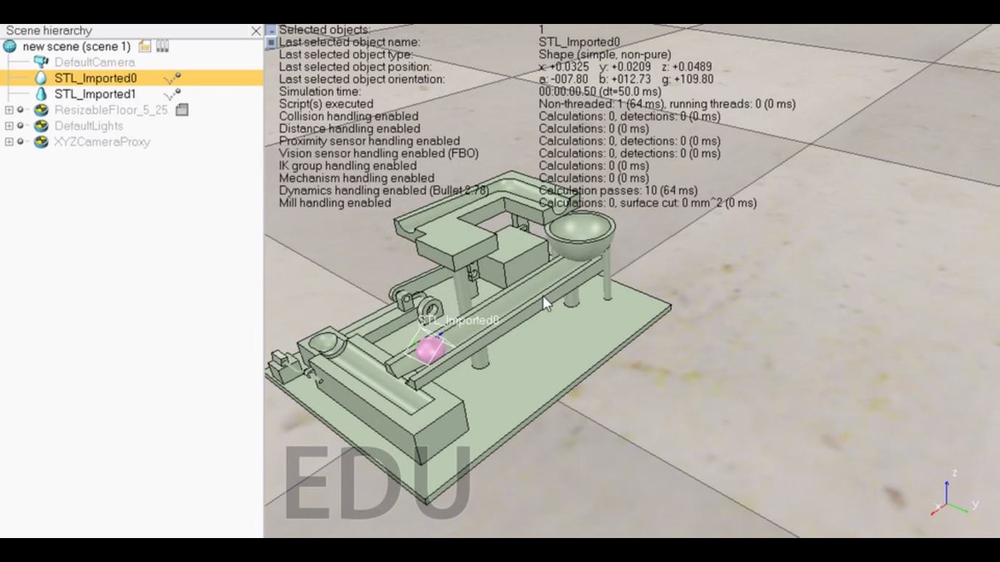 Scene hierarchy
new scene (scene 1)
DefaultCamera
STL_Imported0
STL_Imported1
ResizableFloor_5_25
DefaultLights
XYZCameraProxy
Selected objects: 1
Last selected object name: STL_Imported0
Last selected object type: Shape (simple, non-pure)
Last selected object position: x: +0.0325 y: +0.0209 z: +0.0489
Last selected object orientation: a: -007.80 b: +012.73 g: +109.80
Simulation time: 00:00:00.50 (dt=50.0 ms)
Script(s) executed Non-threaded: 1 (64 ms), running threads: 0 (0 ms)
Collision handling enabled Calculations: 0, detections: 0 (0 ms)
Distance handling enabled Calculations: 0 (0 ms)
Proximity sensor handling enabled Calculations: 0, detections: 0 (0 ms)
Vision sensor handling enabled (FBO) Calculations: 0, detections: 0 (0 ms)
IK group handling enabled Calculations: 0 (0 ms)
Mechanism handling enabled Calculations: 0 (0 ms)
Dynamics handling enabled (Bullet 2.78) Calculation passes: 10 (64 ms)
Mill handling enabled Calculations: 0, surface cut: 0 mm^2 (0 ms)
STL_Imported0
EDU
z
x y